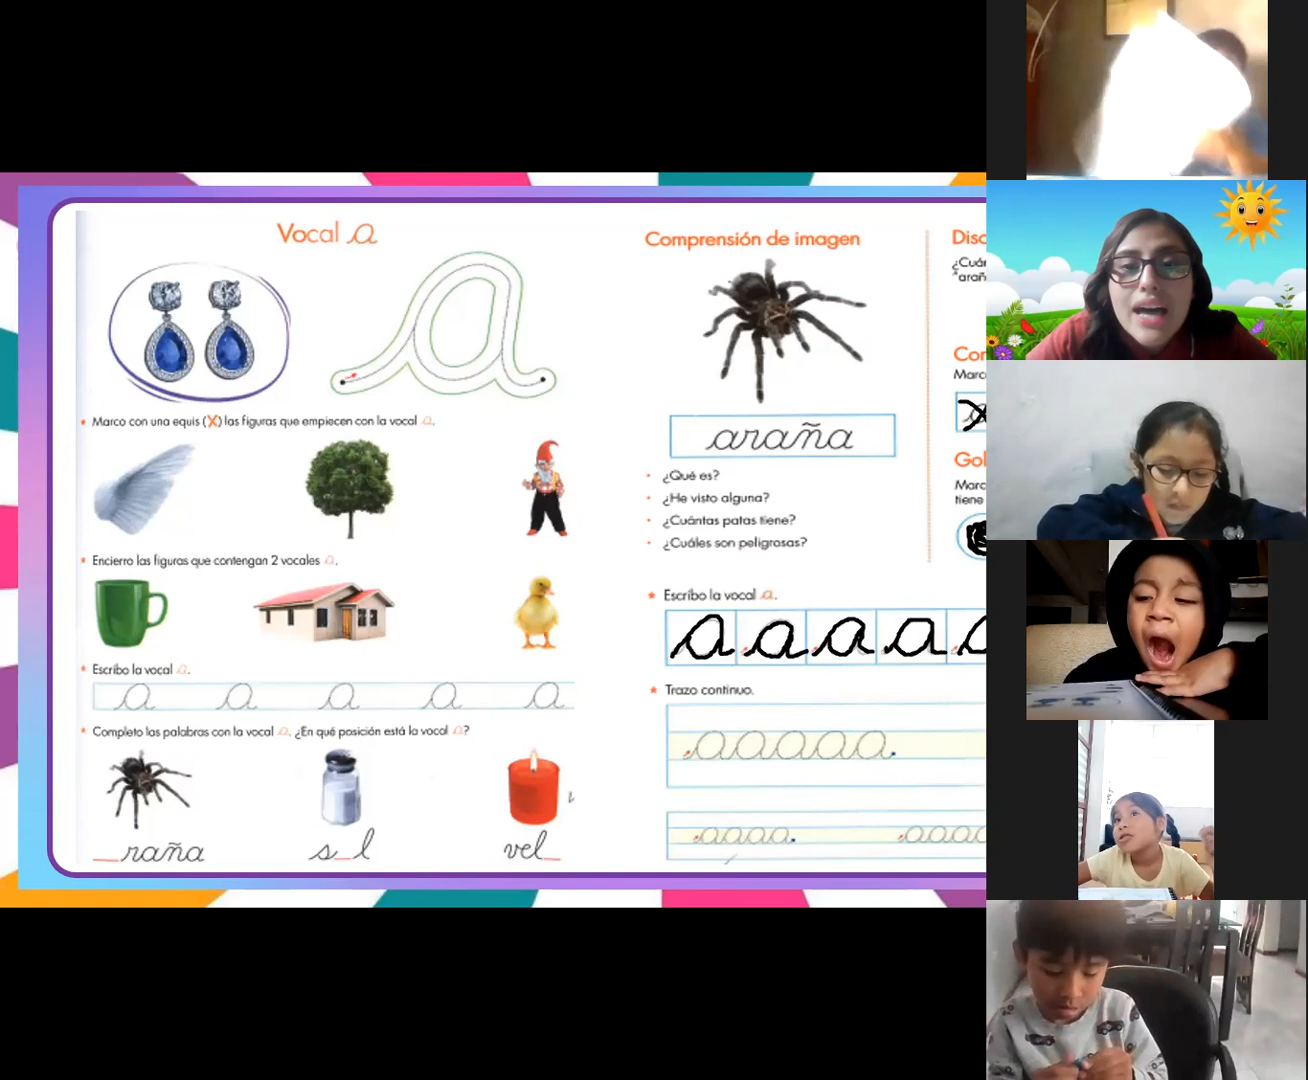 Vocal a
Marco con una equis (X) las figuras que empiecen con la vocal a.
Encierro las figuras que contengan 2 vocales a.
Escribo la vocal a.
a a a a a
Completo las palabras con la vocal a. ¿En qué posición está la vocal a?
_raña s_l vel_
Comprensión de imagen
araña
¿Qué es?
¿He visto alguna?
¿Cuántas patas tiene?
¿Cuáles son peligrosas?
Escribo la vocal a.
a a a a a
Trazo continuo.
aaaaa
aaaa aaaa
tiene